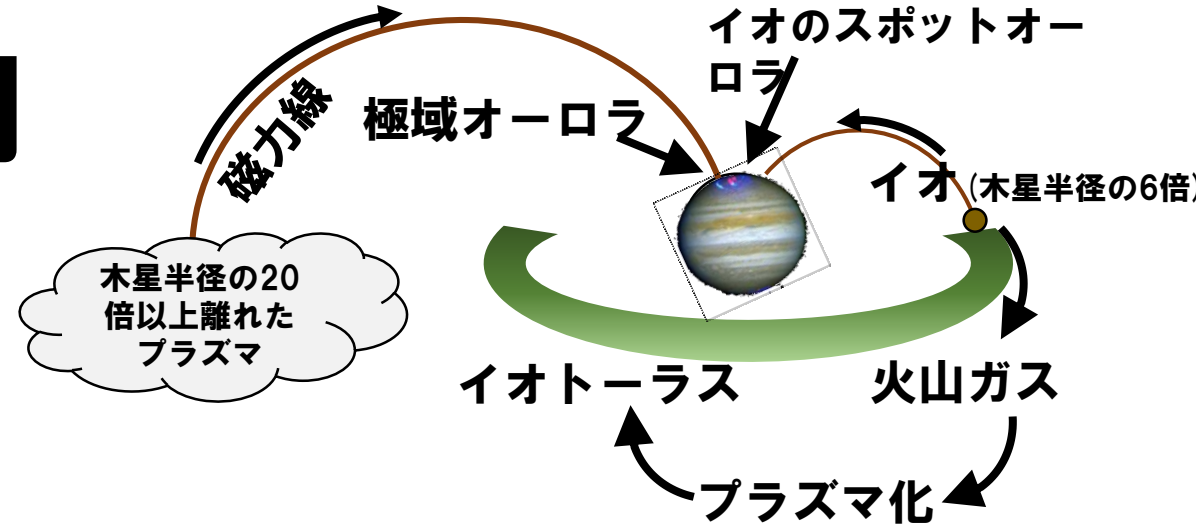 イオのスポットオー
ロラ
極域オーロラ
磁力線
イオ(木星半径の6倍)
木星半径の20
倍以上離れた
プラズマ
イオトーラス
火山ガス
プラズマ化